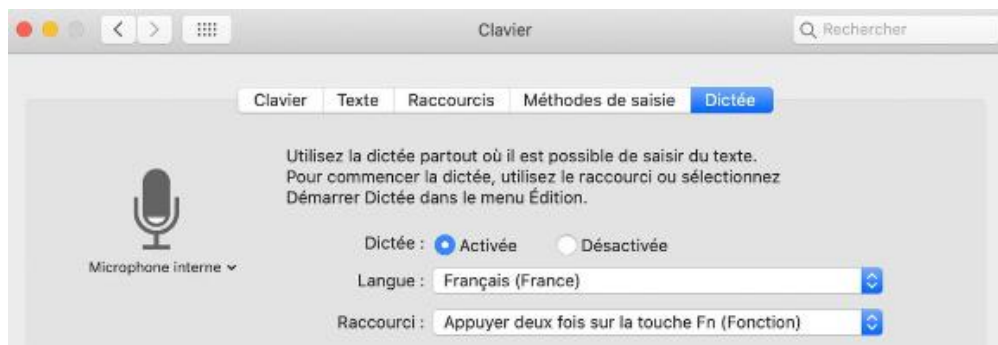 Clavier
Rechercher
Clavier Texte Raccourcis Méthodes de saisie Dictée
Utilisez la dictée partout où il est possible de saisir du texte.
Pour commencer la dictée, utilisez le raccourci ou sélectionnez
Démarrer Dictée dans le menu Édition.
Microphone interne
Dictée : Activée Désactivée
Langue : Français (France)
Raccourci : Appuyer deux fois sur la touche Fn (Fonction)